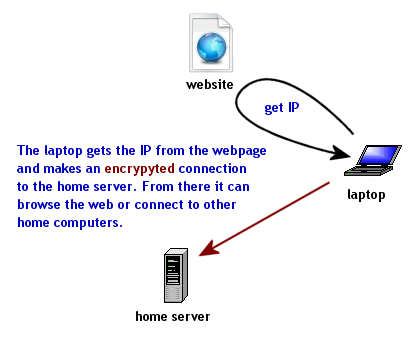 website
get IP
The laptop gets the IP from the webpage
and makes an encrypyted connection
to the home server. From there it can
browse the web or connect to other
home computers.
laptop
home server